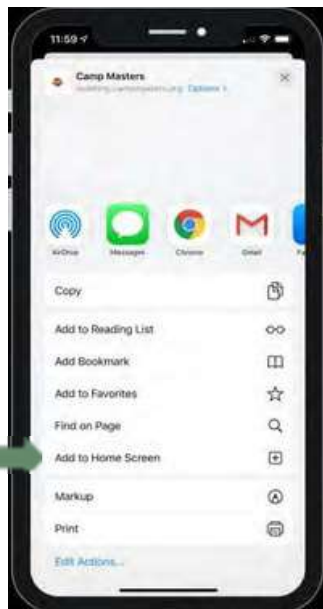 11:59
Camp Masters
Options >
AirDrop
Messages
Chrome
Gmail
Copy
Add to Reading List
Add Bookmark
Add to Favorites
Find on Page
Add to Home Screen
Markup
Print
Edit Actions...